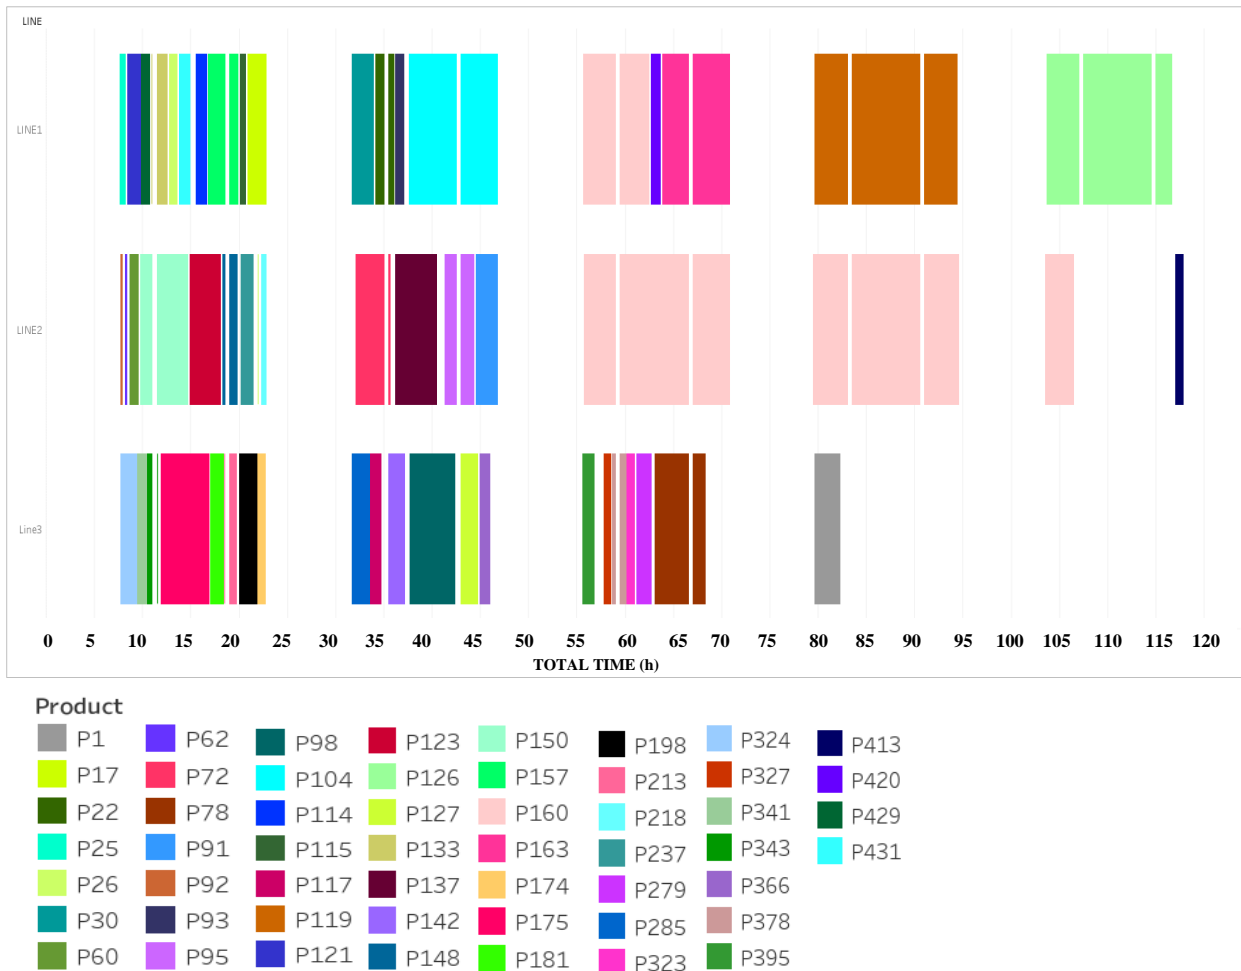 LINE
LINE1
LINE2
Line3
0 5 10 15 20 25 30 35 40 45 50 55 60 65 70 75 80 85 90 95 100 105 110 115 120
TOTAL TIME (h)
Product
P1 P62 P98 P123 P150 P198 P324 P413
P17 P72 P104 P126 P157 P213 P327 P420
P22 P78 P114 P127 P160 P218 P341 P429
P25 P91 P115 P133 P163 P237 P343 P431
P26 P92 P117 P137 P174 P279 P366
P30 P93 P119 P142 P175 P285 P378
P60 P95 P121 P148 P181 P323 P395